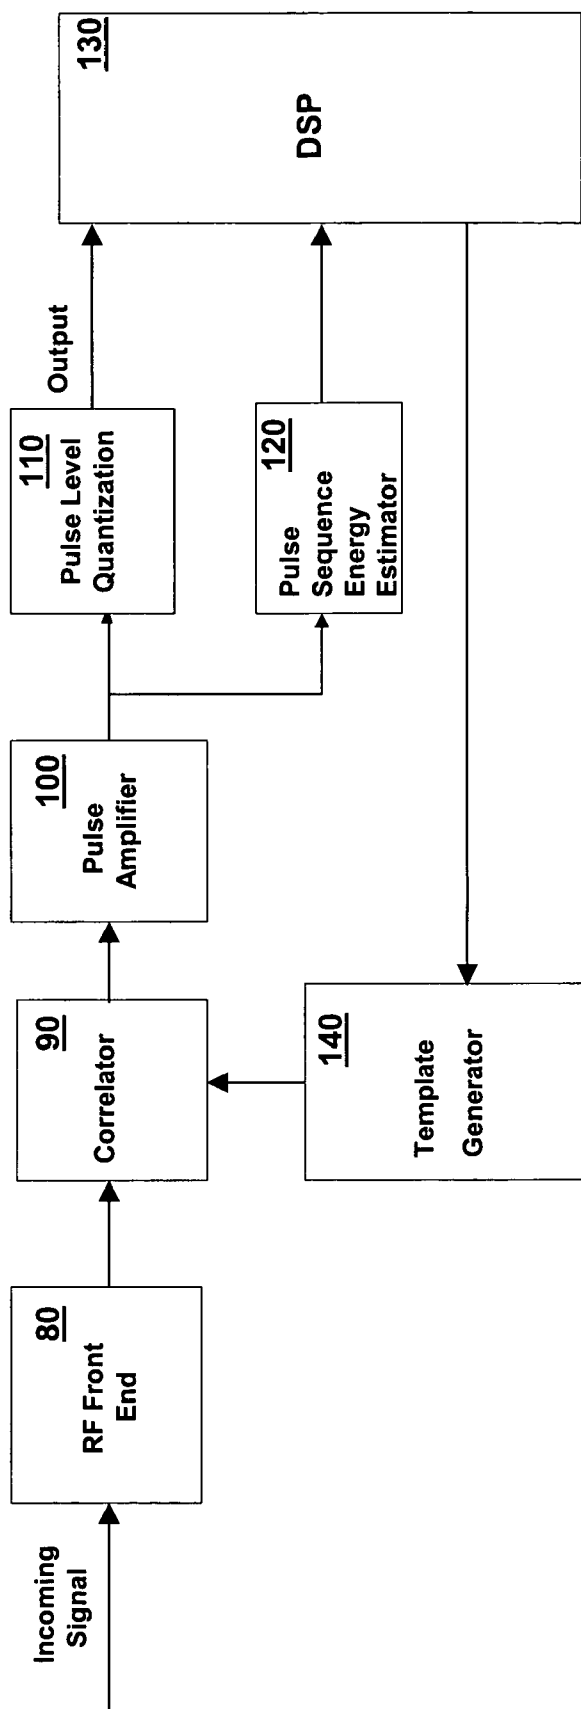 Incoming
Signal
80
RF Front
End
90
Correlator
100
Pulse
Amplifier
110
Pulse Level
Quantization
Output
120
Pulse
Sequence
Energy
Estimator
130
DSP
140
Template
Generator